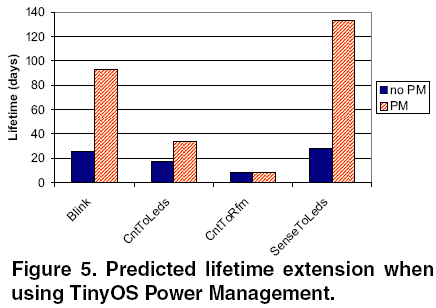 140
120
100
80
60
40
20
0
Lifetime (days)
Blink
CntToLeds
CntToRfm
SenseToLeds
no PM
PM
Figure 5. Predicted lifetime extension when
using TinyOS Power Management.